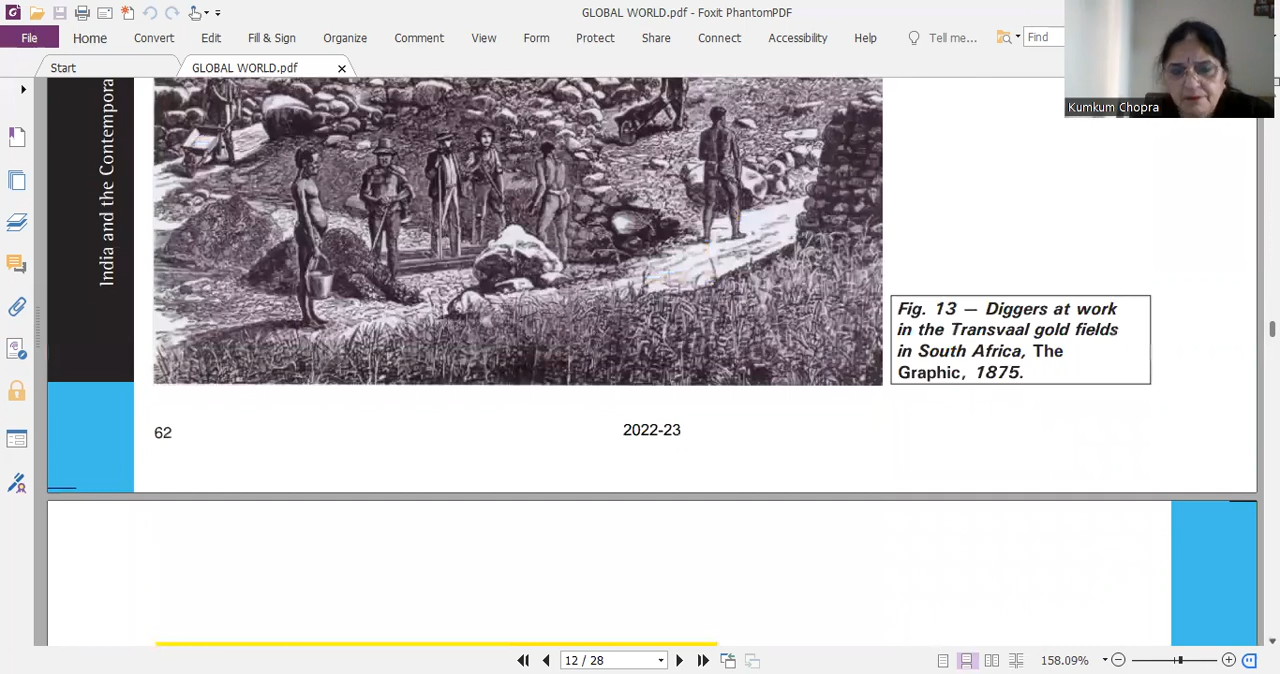 GLOBAL WORLD.pdf - Foxit PhantomPDF
File Home Convert Edit Fill & Sign Organize Comment View Form Protect Share Connect Accessibility Help Tell me... Find
Start GLOBAL WORLD.pdf
Kumkum Chopra
India and the Contempora
Fig. 13 — Diggers at work
in the Transvaal gold fields
in South Africa, The
Graphic, 1875.
62 2022-23
12 / 28 158.09%